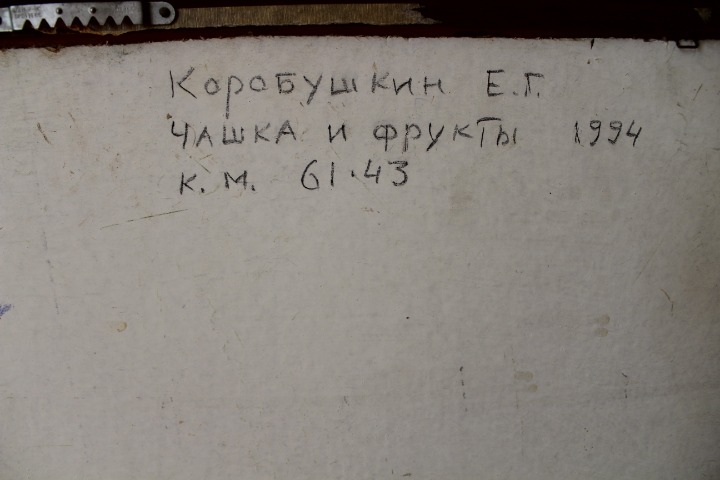 Коробушкин Е.Г.
Чашка и фрукты 1994
к.м. 61.43